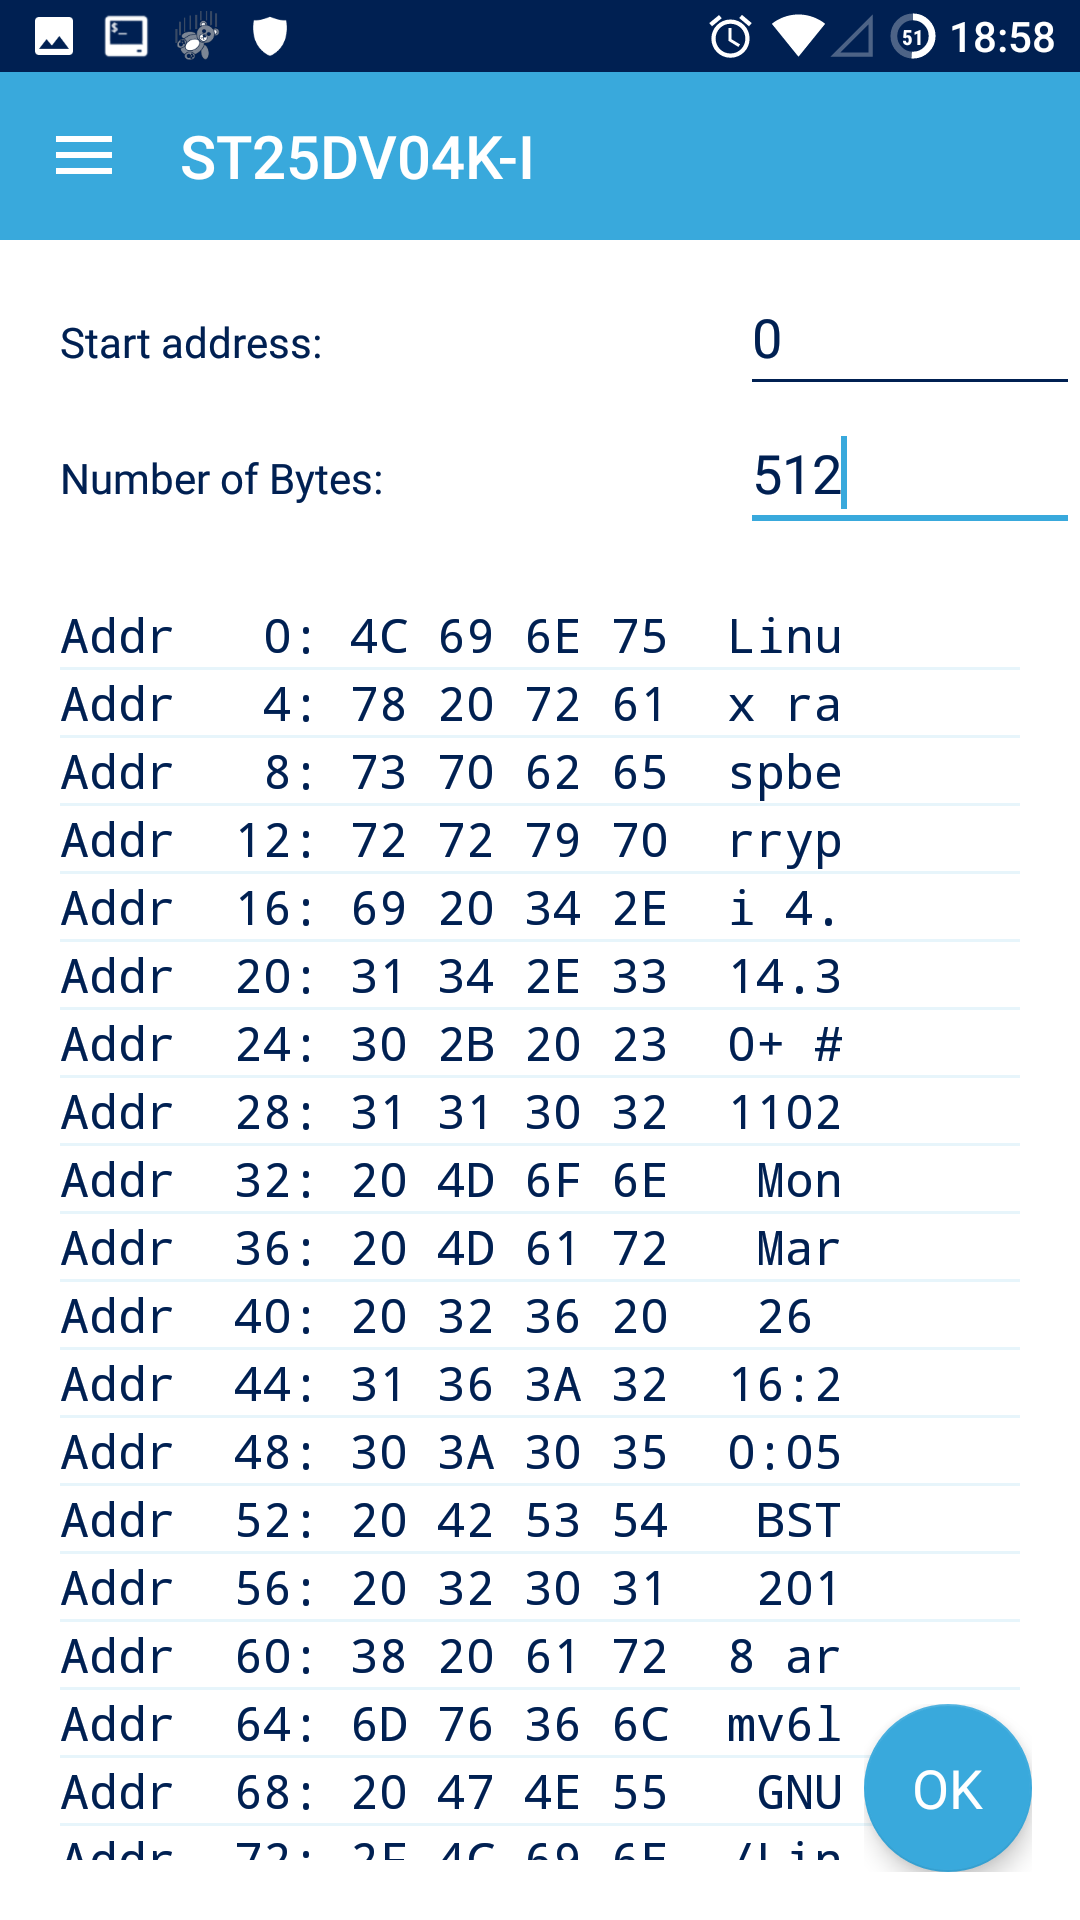 51 18:58
ST25DV04K-I
Start address: 0
Number of Bytes: 512
Addr   0: 4C 69 6E 75  Linu
Addr   4: 78 20 72 61  x ra
Addr   8: 73 70 62 65  spbe
Addr  12: 72 72 79 70  rryp
Addr  16: 69 20 34 2E  i 4.
Addr  20: 31 34 2E 33  14.3
Addr  24: 30 2B 20 23  0+ #
Addr  28: 31 31 30 32  1102
Addr  32: 20 4D 6F 6E   Mon
Addr  36: 20 4D 61 72   Mar
Addr  40: 20 32 36 20   26
Addr  44: 31 36 3A 32  16:2
Addr  48: 30 3A 30 35  0:05
Addr  52: 20 42 53 54   BST
Addr  56: 20 32 30 31   201
Addr  60: 38 20 61 72  8 ar
Addr  64: 6D 76 36 6C  mv6l
Addr  68: 20 47 4E 55   GNU
OK
Addr  72: 2F 4C 69 6E  /Lin